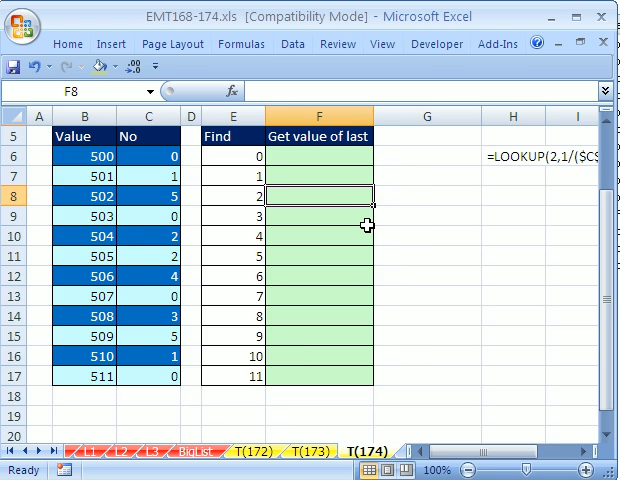 EMT168-174.xls [Compatibility Mode] - Microsoft Excel
Home Insert Page Layout Formulas Data Review View Developer Add-Ins
F8 fx
A B C D E F G H I
5 Value No Find Get value of last
6 500 0 0 =LOOKUP(2,1/($C$
7 501 1 1
8 502 5 2
9 503 0 3
10 504 2 4
11 505 2 5
12 506 4 6
13 507 0 7
14 508 3 8
15 509 5 9
16 510 1 10
17 511 0 11
18
19
20
L1 L2 L3 BigList T(172) T(173) T(174)
Ready 100%